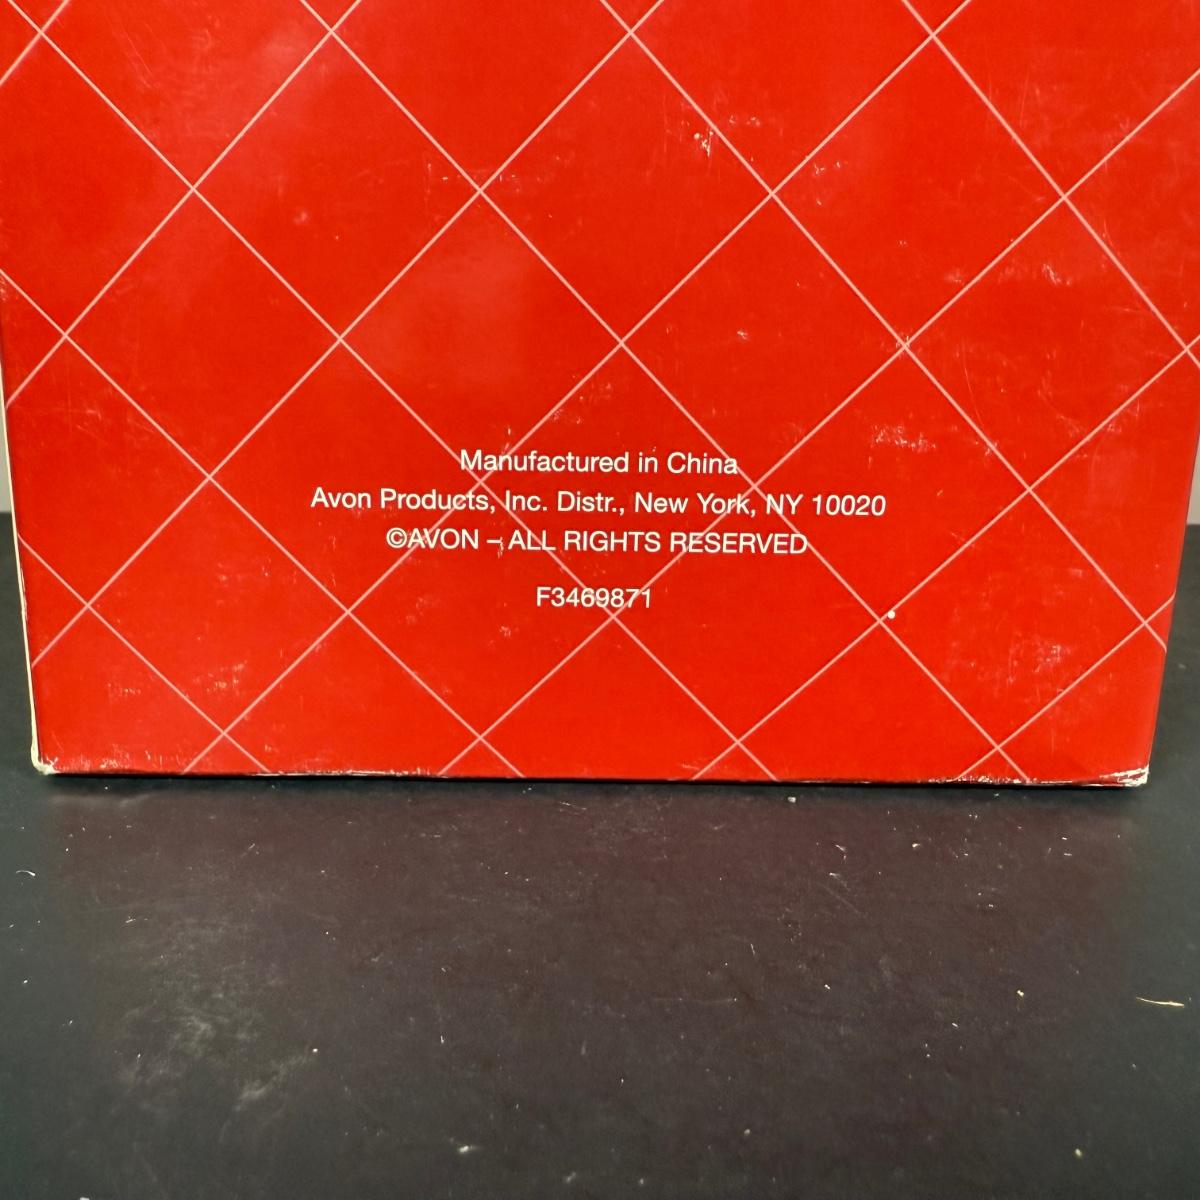 Manufactured in China
Avon Products, Inc. Distr., New York, NY 10020
©AVON – ALL RIGHTS RESERVED
F3469871